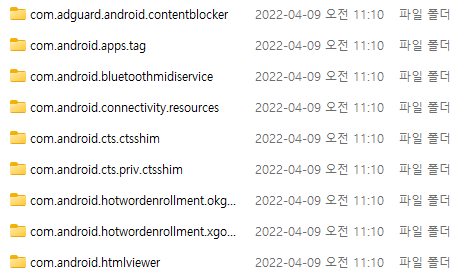 com.adguard.android.contentblocker 2022-04-09 오전 11:10 파일 폴더
com.android.apps.tag 2022-04-09 오전 11:10 파일 폴더
com.android.bluetoothmidiservice 2022-04-09 오전 11:10 파일 폴더
com.android.connectivity.resources 2022-04-09 오전 11:10 파일 폴더
com.android.cts.ctsshim 2022-04-09 오전 11:10 파일 폴더
com.android.cts.priv.ctsshim 2022-04-09 오전 11:10 파일 폴더
com.android.hotwordenrollment.okg... 2022-04-09 오전 11:10 파일 폴더
com.android.hotwordenrollment.xgo... 2022-04-09 오전 11:10 파일 폴더
com.android.htmlviewer 2022-04-09 오전 11:10 파일 폴더